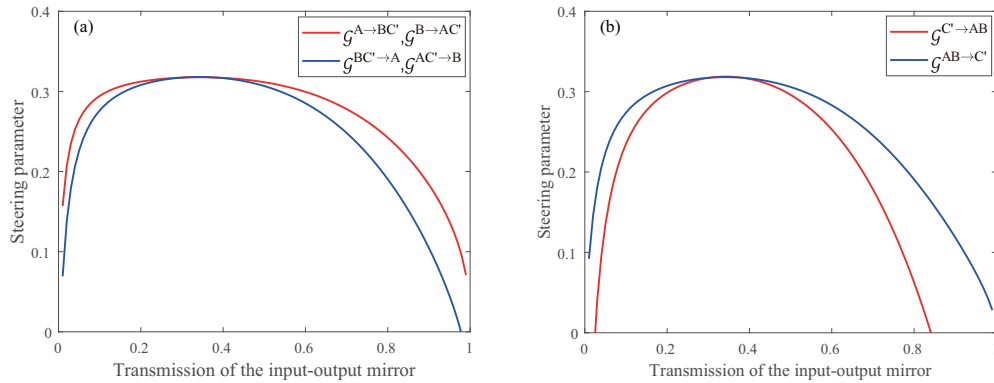 (a)
𝒢^A→BC',𝒢^B→AC'
𝒢^BC'→A,𝒢^AC'→B
Steering parameter
0.4
0.3
0.2
0.1
0
0
0.2
0.4
0.6
0.8
1
Transmission of the input-output mirror
(b)
𝒢^C'→AB
𝒢^AB→C'
Steering parameter
0.4
0.3
0.2
0.1
0
0
0.2
0.4
0.6
0.8
Transmission of the input-output mirror